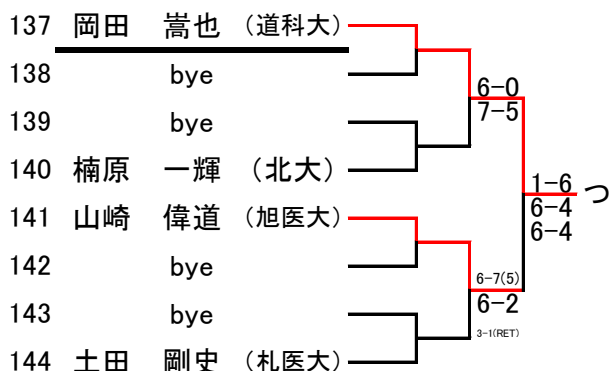 137 岡田 嵩也 (道科大)
138 bye
6-0
7-5
139 bye
140 楠原 一輝 (北大)
1-6
6-4
6-4
つ
141 山崎 偉道 (旭医大)
142 bye
6-7(5)
6-2
3-1(RET)
143 bye
144 土田 剛史 (札医大)